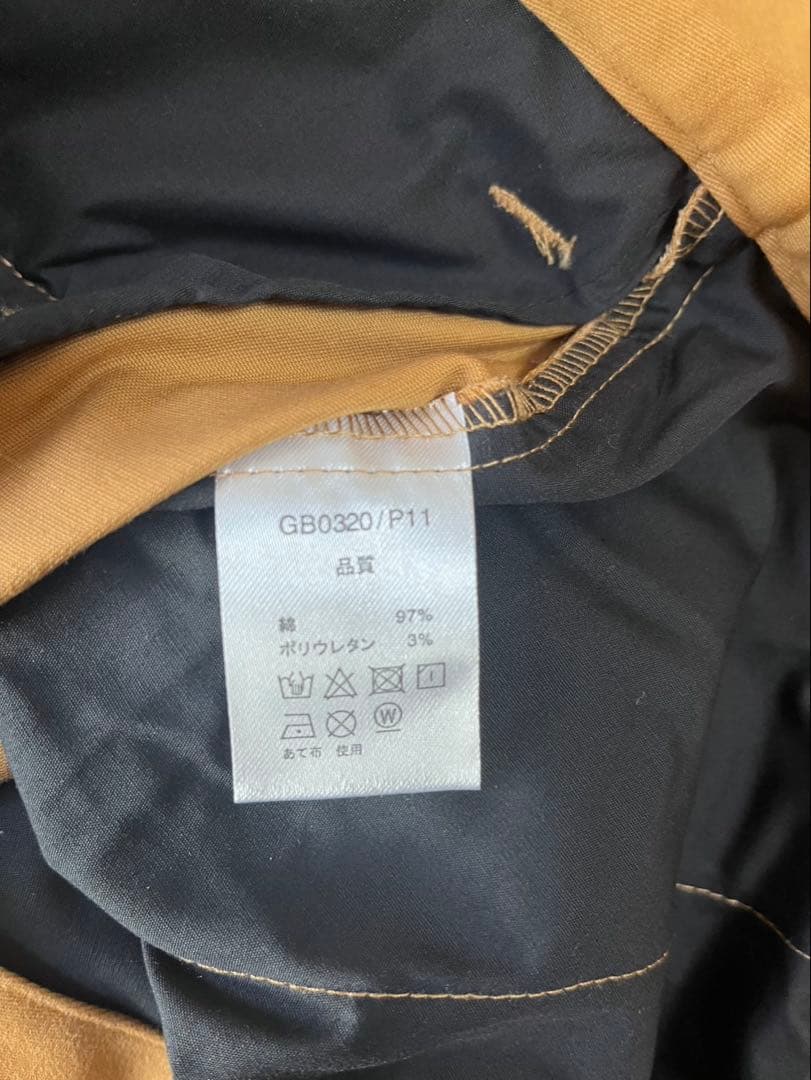 GB0320/P11
品質
綿 97%
ポリウレタン 3%
W
あて布 使用